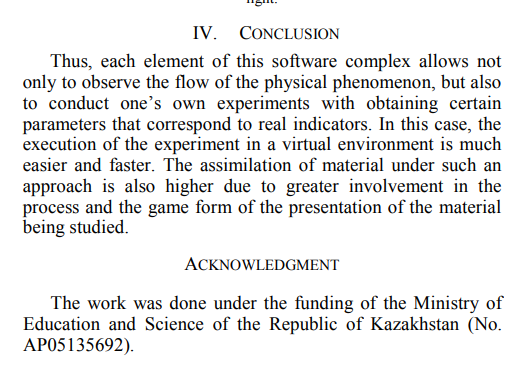 IV. CONCLUSION
Thus, each element of this software complex allows not
only to observe the flow of the physical phenomenon, but also
to conduct one’s own experiments with obtaining certain
parameters that correspond to real indicators. In this case, the
execution of the experiment in a virtual environment is much
easier and faster. The assimilation of material under such an
approach is also higher due to greater involvement in the
process and the game form of the presentation of the material
being studied.
ACKNOWLEDGMENT
The work was done under the funding of the Ministry of
Education and Science of the Republic of Kazakhstan (No.
AP05135692).